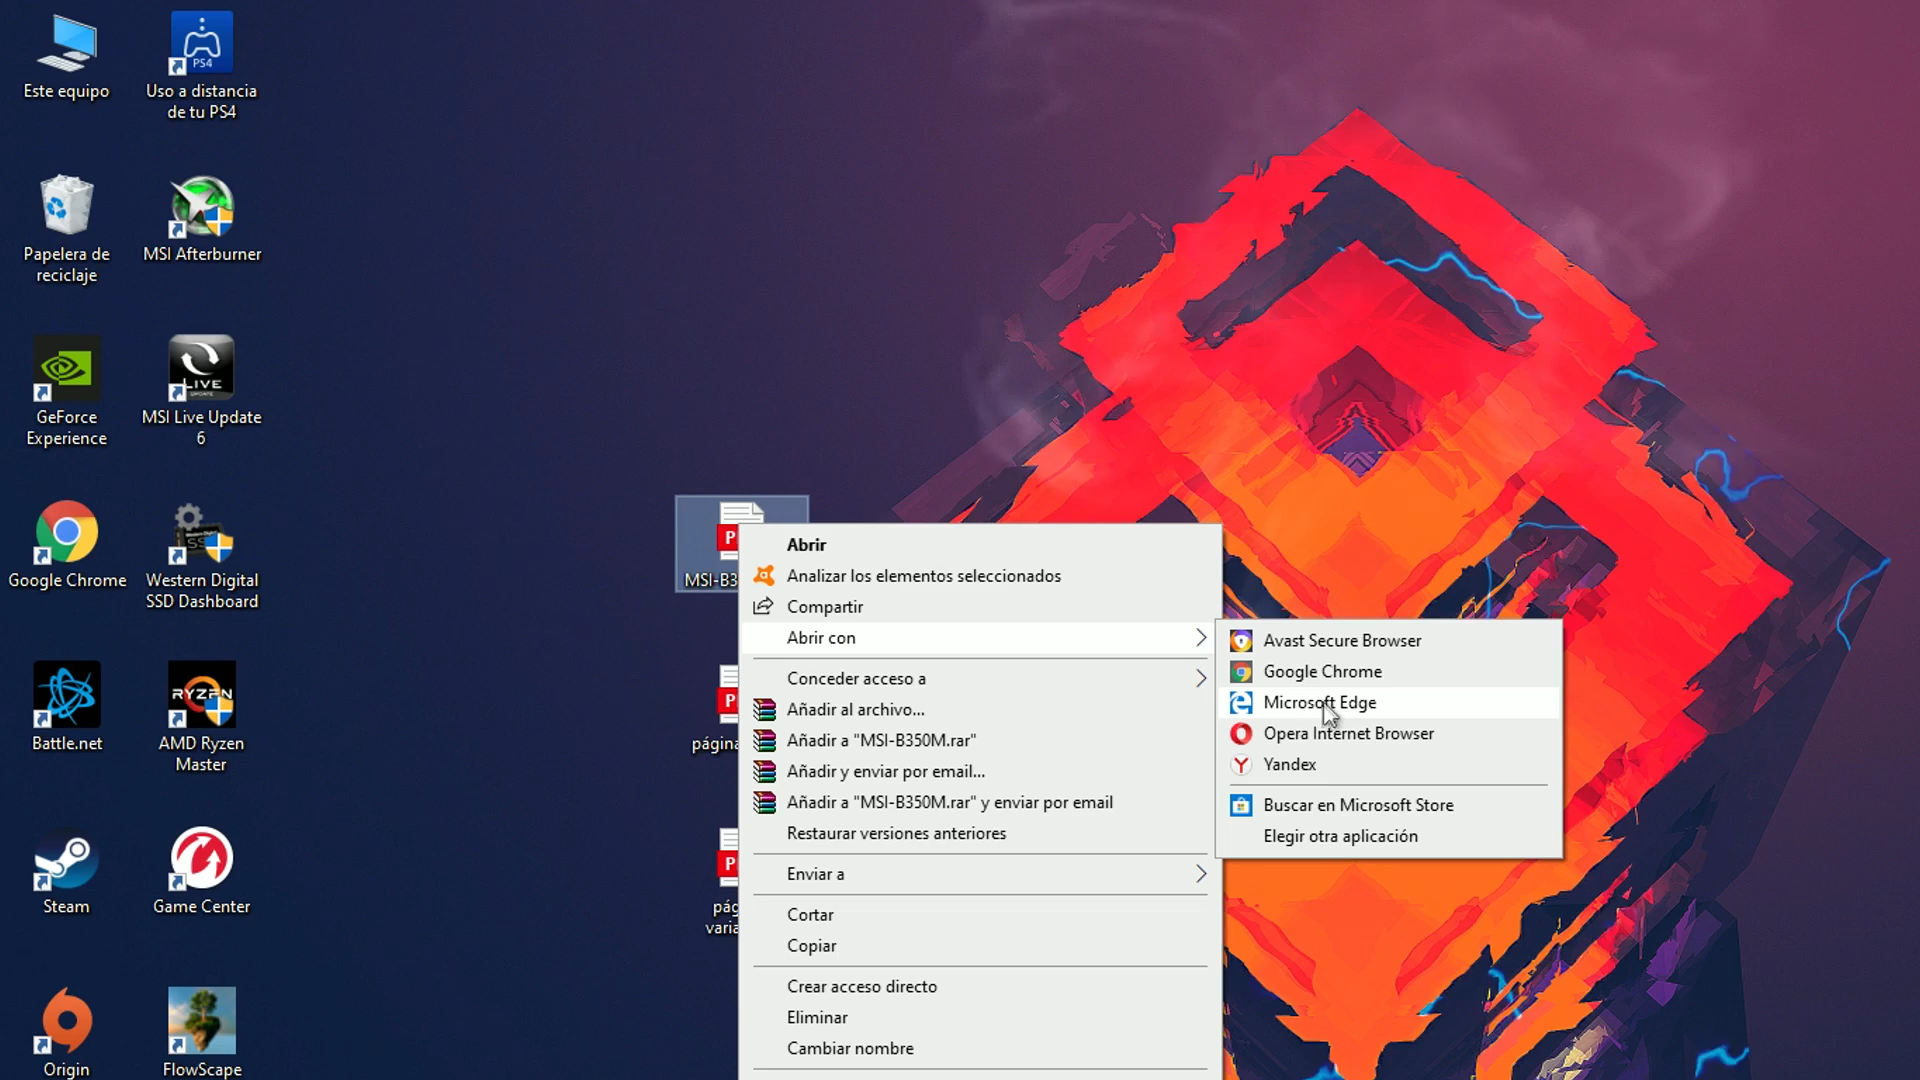 Este equipo
Uso a distancia
de tu PS4
PS4
Papelera de
reciclaje
MSI Afterburner
GeForce
Experience
LIVE
MSI Live Update
6
Google Chrome
Western Digital
SSD Dashboard
Battle.net
RYZEN
AMD Ryzen
Master
Steam
Game Center
Origin
FlowScape
P
MSI-B3
P
página
P
pág
varia
Abrir
Analizar los elementos seleccionados
Compartir
Abrir con
Conceder acceso a
Añadir al archivo...
Añadir a "MSI-B350M.rar"
Añadir y enviar por email...
Añadir a "MSI-B350M.rar" y enviar por email
Restaurar versiones anteriores
Enviar a
Cortar
Copiar
Crear acceso directo
Eliminar
Cambiar nombre
Avast Secure Browser
Google Chrome
Microsoft Edge
Opera Internet Browser
Yandex
Buscar en Microsoft Store
Elegir otra aplicación